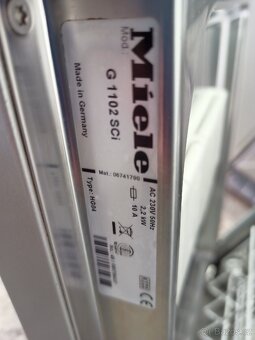 Miele
Mod.:
G 1102 SCi
Made in Germany
AC 230V 50Hz
2,2 kW
10 A
Mat.: 06741790
Type: HG04